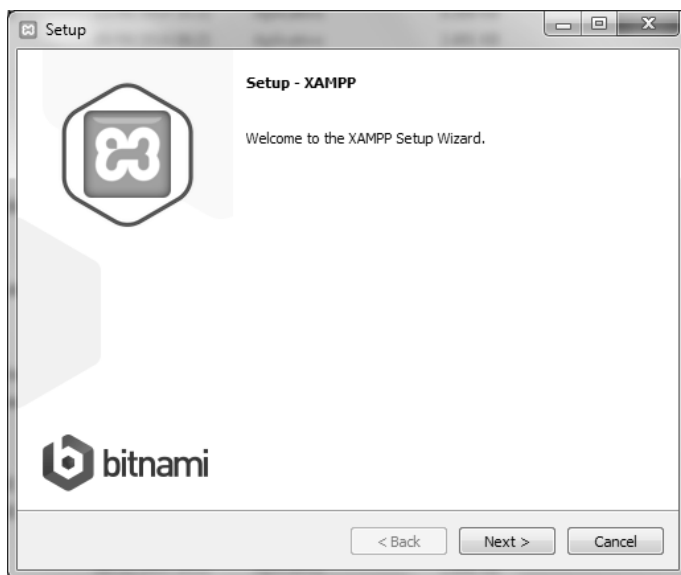 Setup
Setup - XAMPP
Welcome to the XAMPP Setup Wizard.
bitnami
< Back
Next >
Cancel